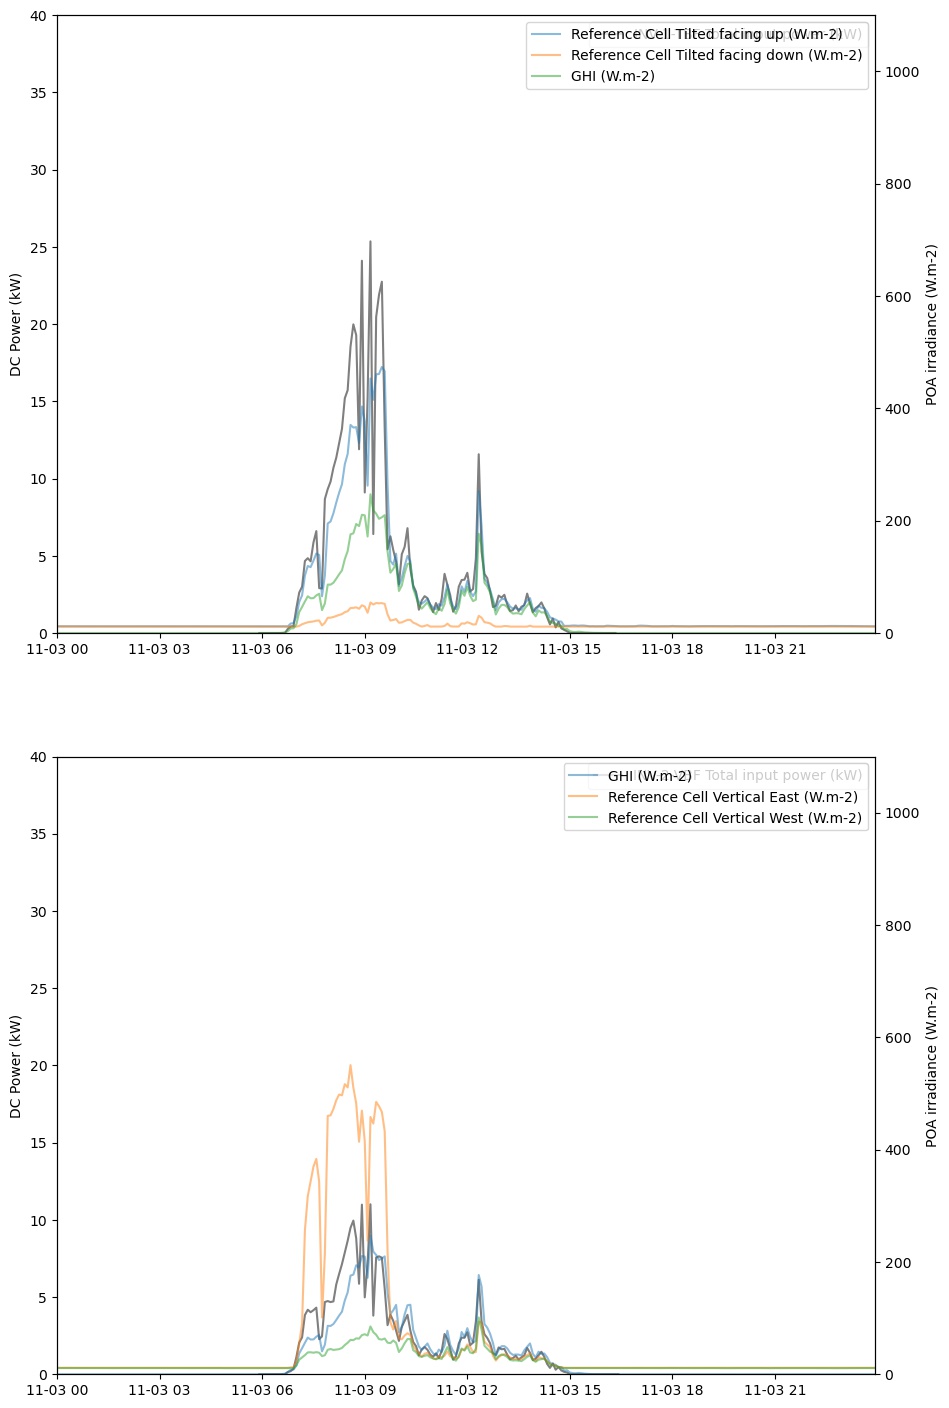 40
35
30
25
20
15
10
5
0
DC Power (kW)
Reference Cell Tilted facing up (W.m-2)
Reference Cell Tilted facing down (W.m-2)
GHI (W.m-2)
1000
800
600
400
200
0
POA irradiance (W.m-2)
11-03 00 11-03 03 11-03 06 11-03 09 11-03 12 11-03 15 11-03 18 11-03 21
40
35
30
25
20
15
10
5
0
DC Power (kW)
GHI (W.m-2)
Total input power (kW)
Reference Cell Vertical East (W.m-2)
Reference Cell Vertical West (W.m-2)
1000
800
600
400
200
0
POA irradiance (W.m-2)
11-03 00 11-03 03 11-03 06 11-03 09 11-03 12 11-03 15 11-03 18 11-03 21